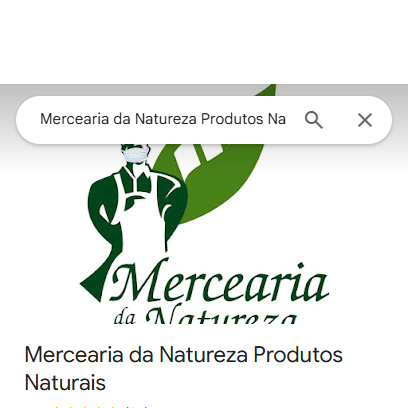 Mercearia da Natureza Produtos Na
Mercearia
da Natureza
Mercearia da Natureza Produtos
Naturais